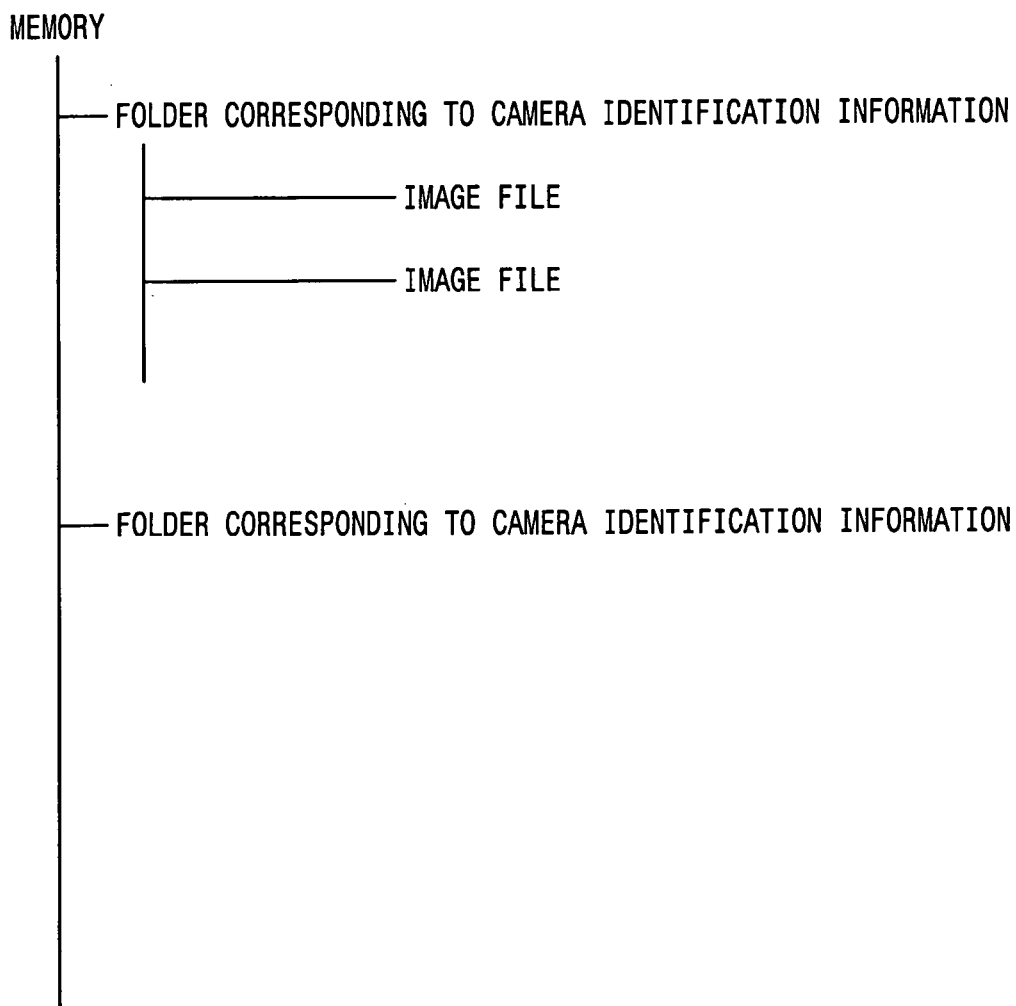 MEMORY
FOLDER CORRESPONDING TO CAMERA IDENTIFICATION INFORMATION
IMAGE FILE
IMAGE FILE
FOLDER CORRESPONDING TO CAMERA IDENTIFICATION INFORMATION